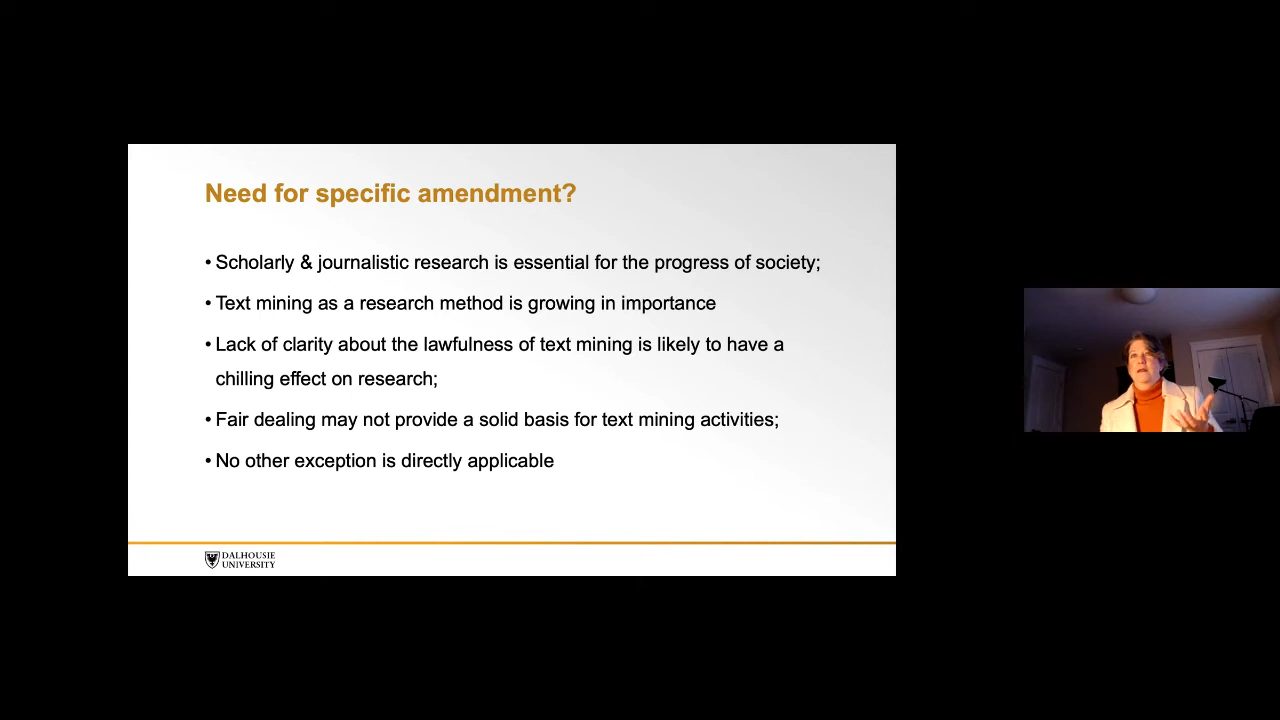 Need for specific amendment?
• Scholarly & journalistic research is essential for the progress of society;
• Text mining as a research method is growing in importance
• Lack of clarity about the lawfulness of text mining is likely to have a
chilling effect on research;
• Fair dealing may not provide a solid basis for text mining activities;
• No other exception is directly applicable
DALHOUSIE
UNIVERSITY